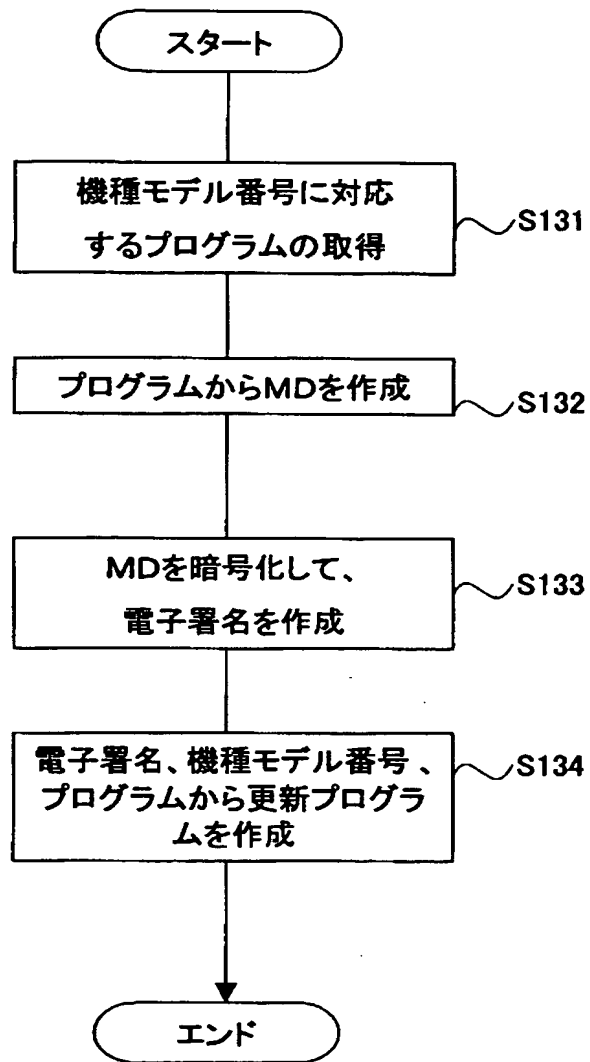 スタート
機種モデル番号に対応
するプログラムの取得
S131
プログラムからMDを作成
S132
MDを暗号化して、
電子署名を作成
S133
電子署名、機種モデル番号、
プログラムから更新プログラ
ムを作成
S134
エンド